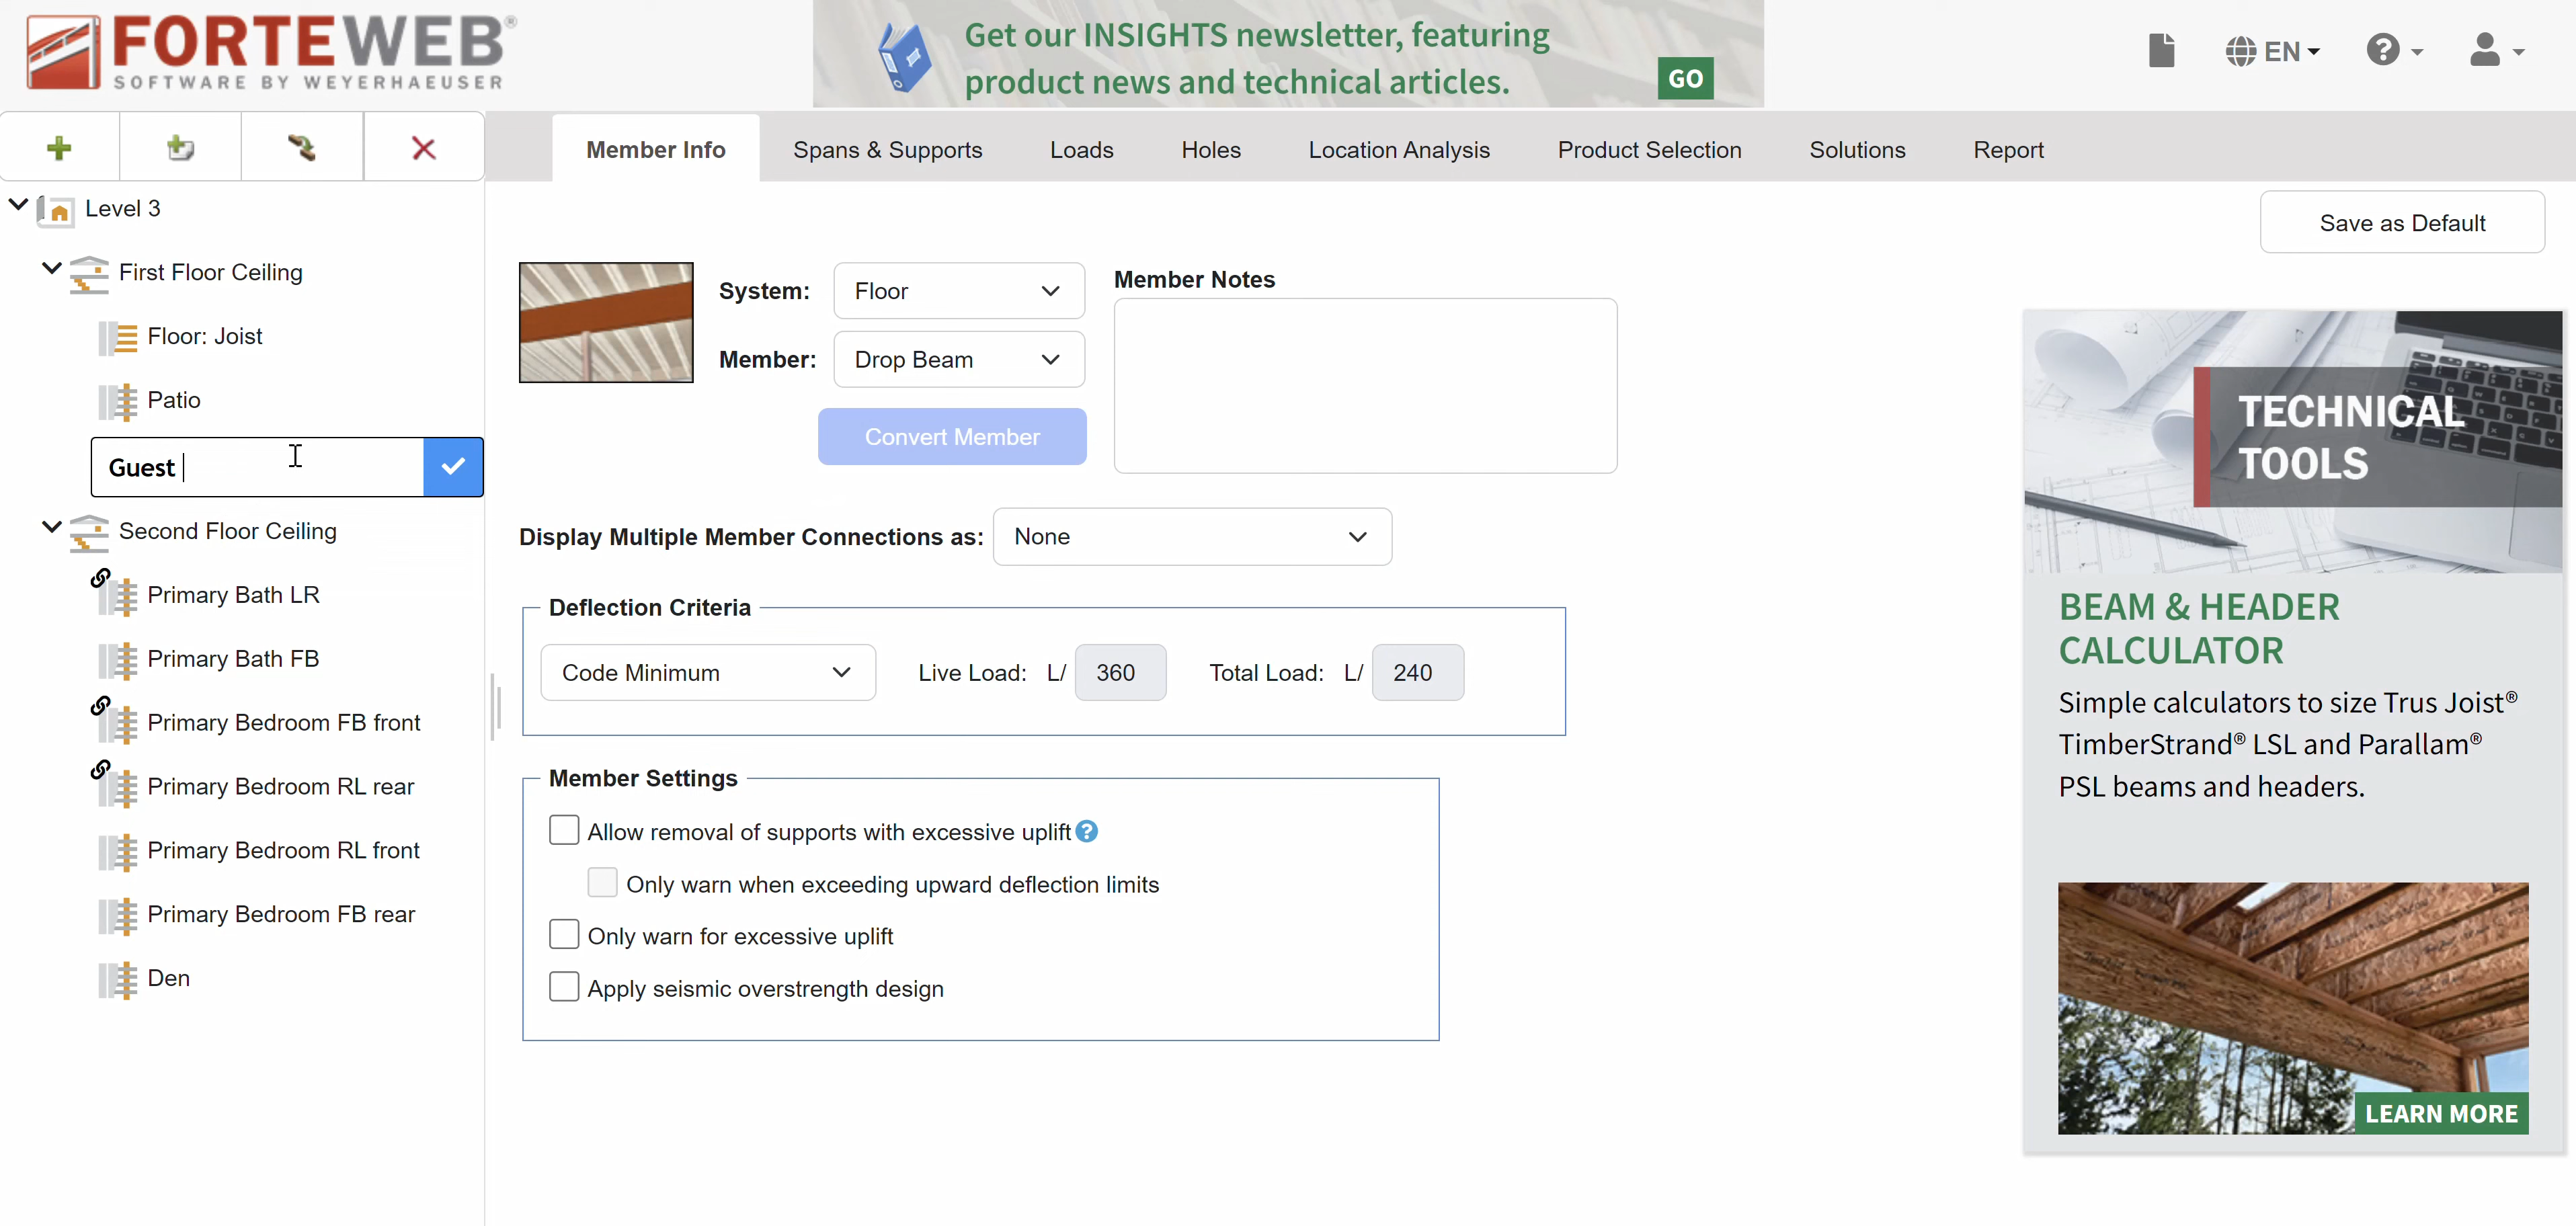 FORTEWEB®
SOFTWARE BY WEYERHAEUSER
Get our INSIGHTS newsletter, featuring
product news and technical articles.
GO
EN
Member Info
Spans & Supports
Loads
Holes
Location Analysis
Product Selection
Solutions
Report
Level 3
First Floor Ceiling
Floor: Joist
Patio
Guest
Second Floor Ceiling
Primary Bath LR
Primary Bath FB
Primary Bedroom FB front
Primary Bedroom RL rear
Primary Bedroom RL front
Primary Bedroom FB rear
Den
Save as Default
System:
Floor
Member:
Drop Beam
Convert Member
Member Notes
Display Multiple Member Connections as:
None
Deflection Criteria
Code Minimum
Live Load: L/ 360
Total Load: L/ 240
Member Settings
Allow removal of supports with excessive uplift
Only warn when exceeding upward deflection limits
Only warn for excessive uplift
Apply seismic overstrength design
TECHNICAL
TOOLS
BEAM & HEADER
CALCULATOR
Simple calculators to size Trus Joist®
TimberStrand® LSL and Parallam®
PSL beams and headers.
LEARN MORE